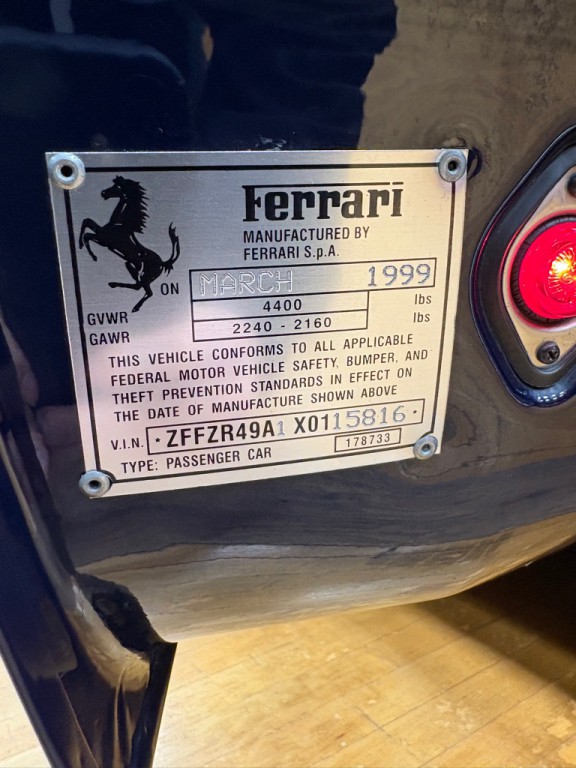 Ferrari
MANUFACTURED BY
FERRARI S.p.A.
ON MARCH 1999
GVWR 4400 lbs
GAWR 2240 - 2160 lbs
THIS VEHICLE CONFORMS TO ALL APPLICABLE
FEDERAL MOTOR VEHICLE SAFETY, BUMPER, AND
THEFT PREVENTION STANDARDS IN EFFECT ON
THE DATE OF MANUFACTURE SHOWN ABOVE
V.I.N. * ZFFZR49A1 X0115816 *
TYPE: PASSENGER CAR 178733